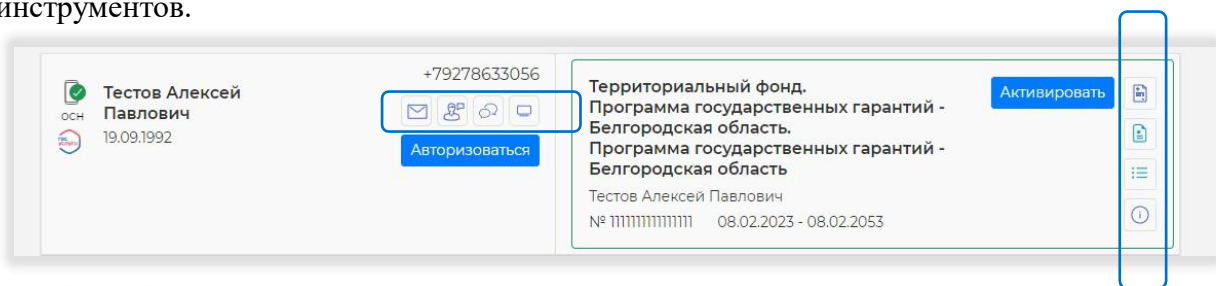 инструментов.
+79278633056
Тестов Алексей
Павлович
19.09.1992
ОСН
Авторизоваться
Территориальный фонд.
Программа государственных гарантий -
Белгородская область.
Программа государственных гарантий -
Белгородская область
Активировать
Тестов Алексей Павлович
№ 1111111111111111 08.02.2023 - 08.02.2053